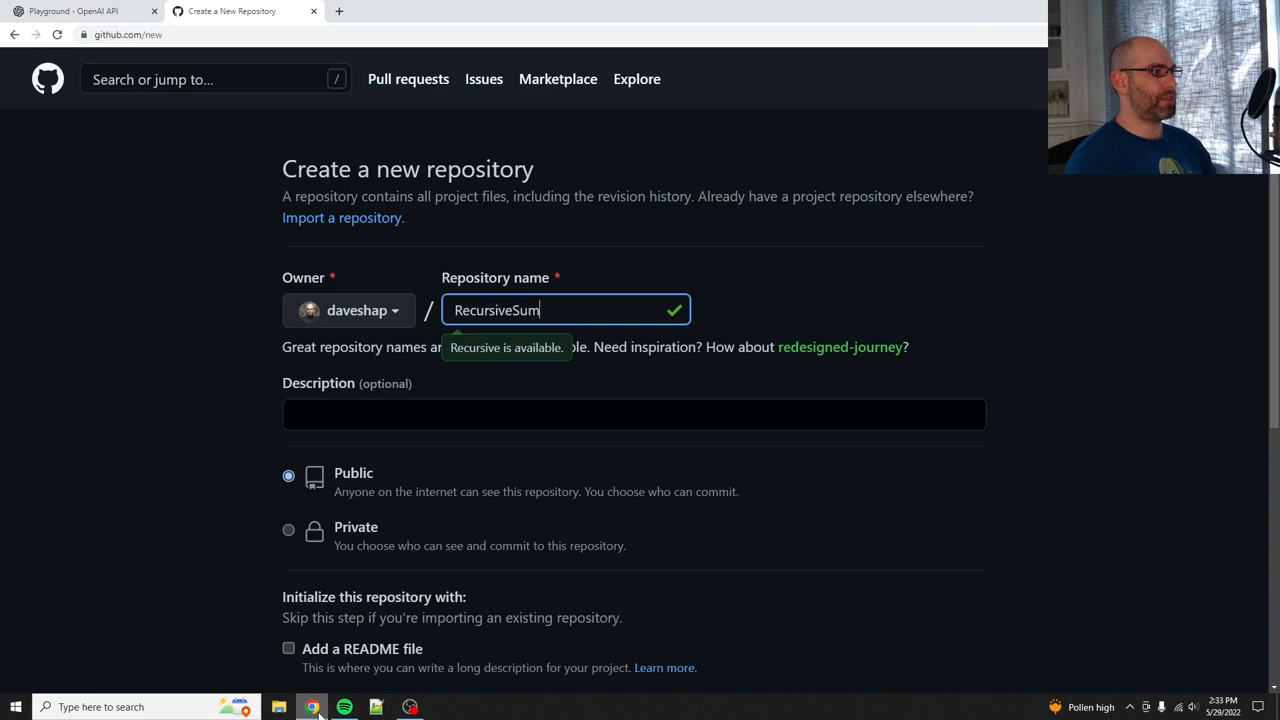 Playground - OpenAI API
Create a New Repository
github.com/new
Search or jump to...
/
Pull requests
Issues
Marketplace
Explore
Create a new repository
A repository contains all project files, including the revision history. Already have a project repository elsewhere?
Import a repository.
Owner *
Repository name *
daveshap
/
RecursiveSum
Great repository names ar
Recursive is available.
ble. Need inspiration? How about redesigned-journey?
Description (optional)
Public
Anyone on the internet can see this repository. You choose who can commit.
Private
You choose who can see and commit to this repository.
Initialize this repository with:
Skip this step if you're importing an existing repository.
Add a README file
This is where you can write a long description for your project. Learn more.
Type here to search
Pollen high
2:33 PM
5/29/2022